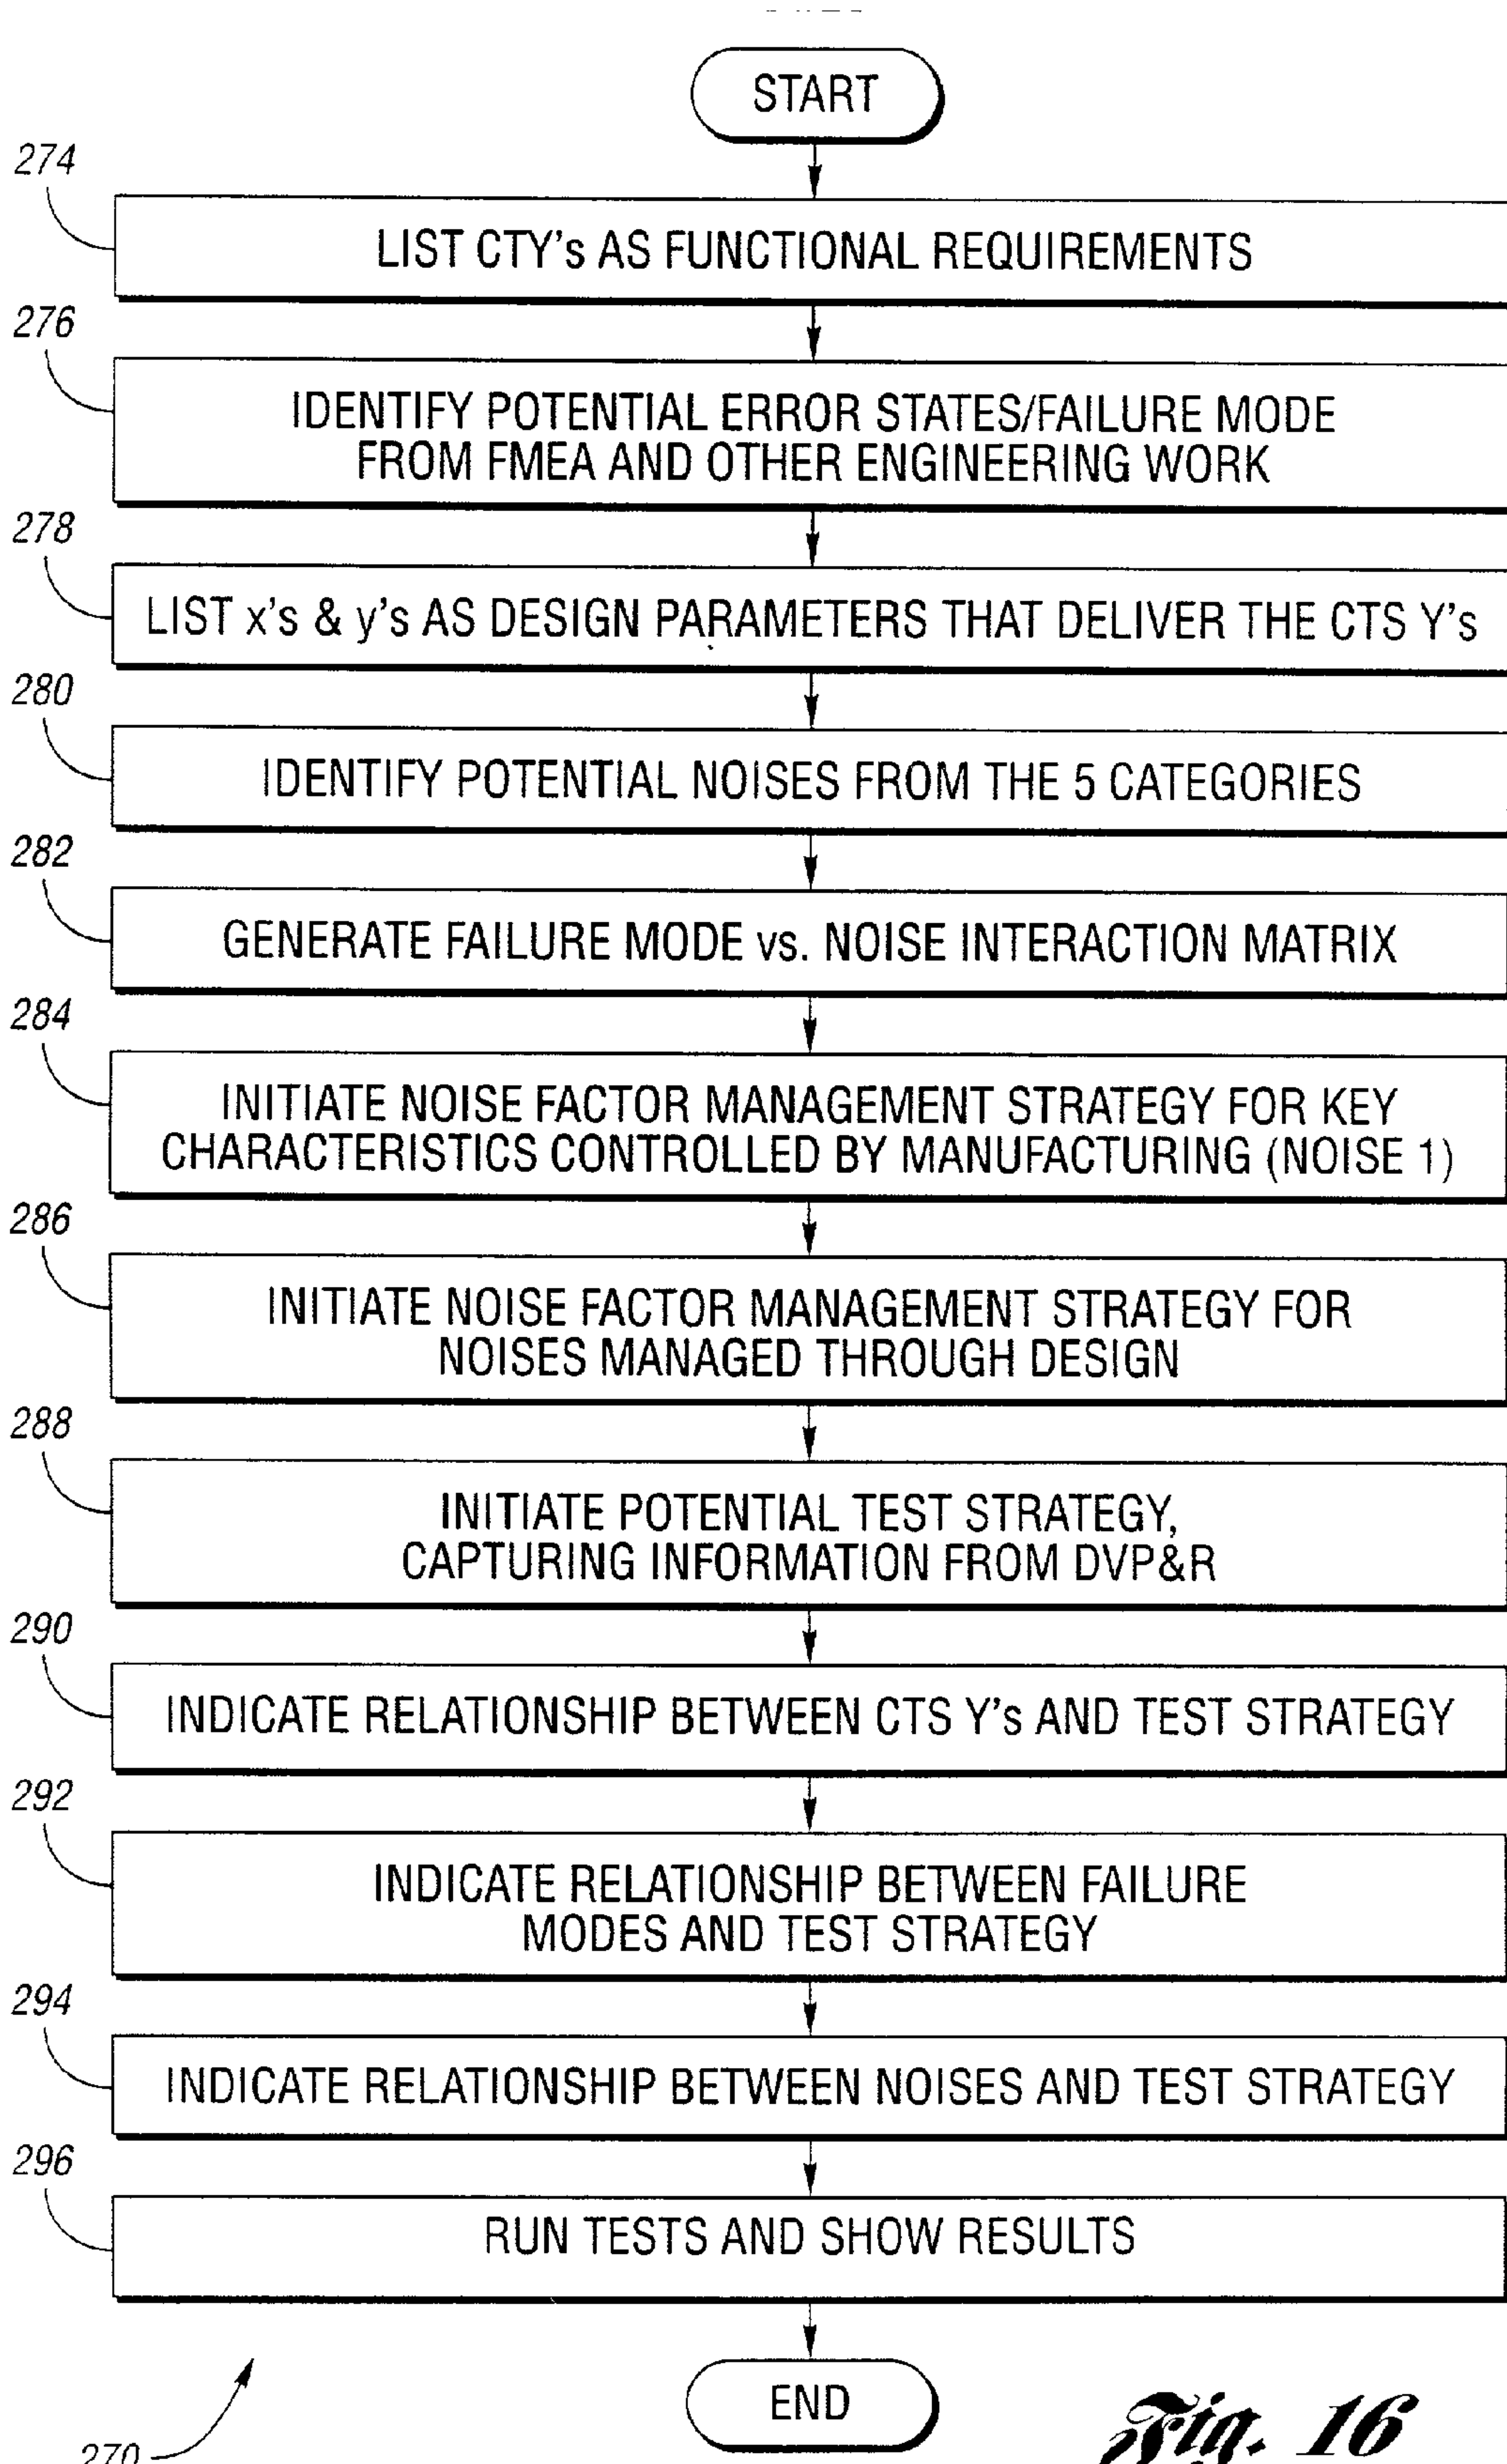 START
274
LIST CTY's AS FUNCTIONAL REQUIREMENTS
276
IDENTIFY POTENTIAL ERROR STATES/FAILURE MODE
FROM FMEA AND OTHER ENGINEERING WORK
278
LIST x's & y's AS DESIGN PARAMETERS THAT DELIVER THE CTS Y's
280
IDENTIFY POTENTIAL NOISES FROM THE 5 CATEGORIES
282
GENERATE FAILURE MODE vs. NOISE INTERACTION MATRIX
284
INITIATE NOISE FACTOR MANAGEMENT STRATEGY FOR KEY
CHARACTERISTICS CONTROLLED BY MANUFACTURING (NOISE 1)
286
INITIATE NOISE FACTOR MANAGEMENT STRATEGY FOR
NOISES MANAGED THROUGH DESIGN
288
INITIATE POTENTIAL TEST STRATEGY,
CAPTURING INFORMATION FROM DVP&R
290
INDICATE RELATIONSHIP BETWEEN CTS Y's AND TEST STRATEGY
292
INDICATE RELATIONSHIP BETWEEN FAILURE
MODES AND TEST STRATEGY
294
INDICATE RELATIONSHIP BETWEEN NOISES AND TEST STRATEGY
296
RUN TESTS AND SHOW RESULTS
END
270
Fig. 16